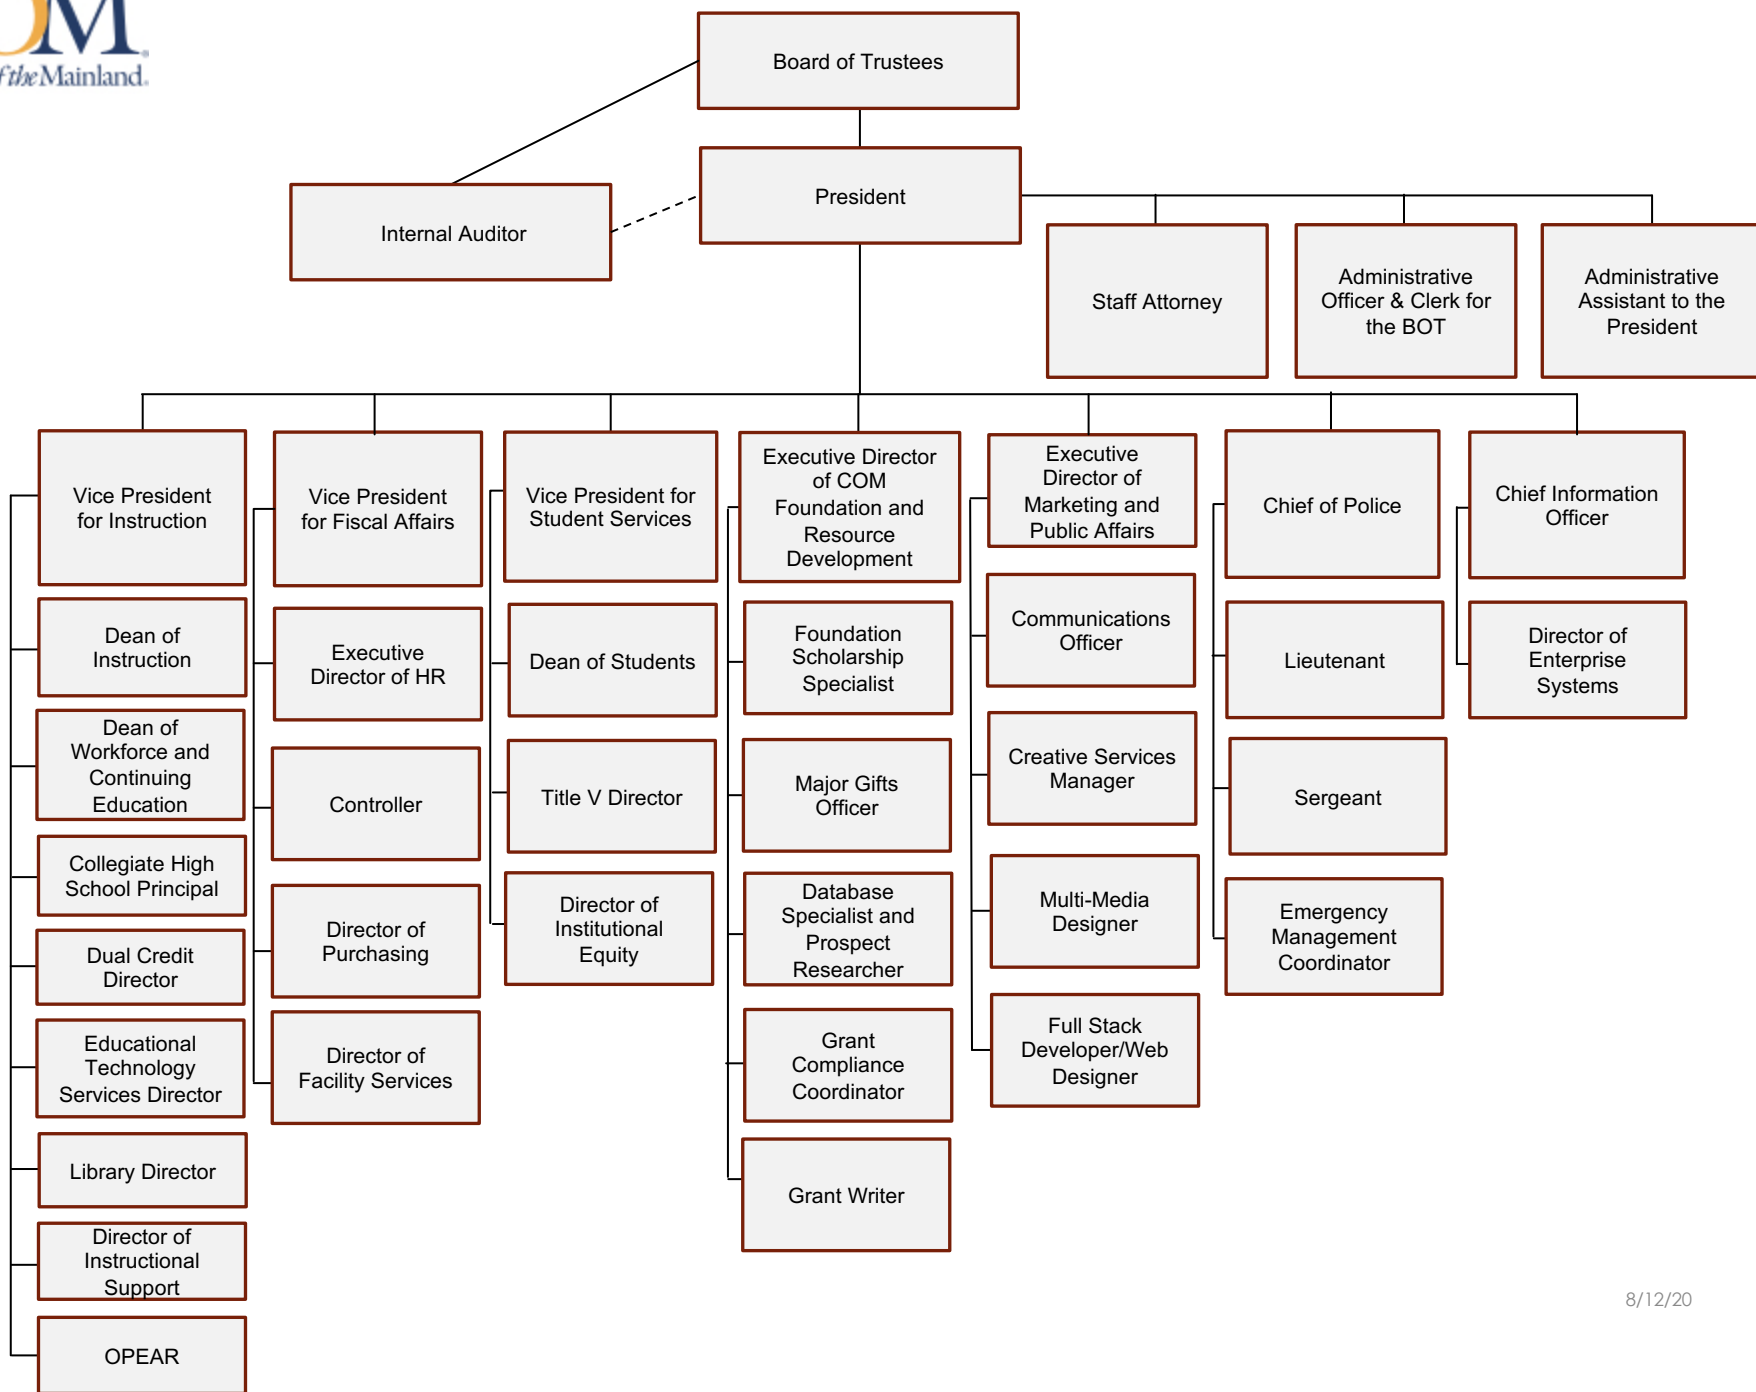 OM
of the Mainland.
Board of Trustees
President
Internal Auditor
Staff Attorney
Administrative
Officer & Clerk for
the BOT
Administrative
Assistant to the
President
Vice President
for Instruction
Dean of
Instruction
Dean of
Workforce and
Continuing
Education
Collegiate High
School Principal
Dual Credit
Director
Educational
Technology
Services Director
Library Director
Director of
Instructional
Support
OPEAR
Vice President
for Fiscal Affairs
Executive
Director of HR
Controller
Director of
Purchasing
Director of
Facility Services
Vice President for
Student Services
Dean of Students
Title V Director
Director of
Institutional
Equity
Executive Director
of COM
Foundation and
Resource
Development
Foundation
Scholarship
Specialist
Major Gifts
Officer
Database
Specialist and
Prospect
Researcher
Grant
Compliance
Coordinator
Grant Writer
Executive
Director of
Marketing and
Public Affairs
Communications
Officer
Creative Services
Manager
Multi-Media
Designer
Full Stack
Developer/Web
Designer
Chief of Police
Lieutenant
Sergeant
Emergency
Management
Coordinator
Chief Information
Officer
Director of
Enterprise
Systems
8/12/20